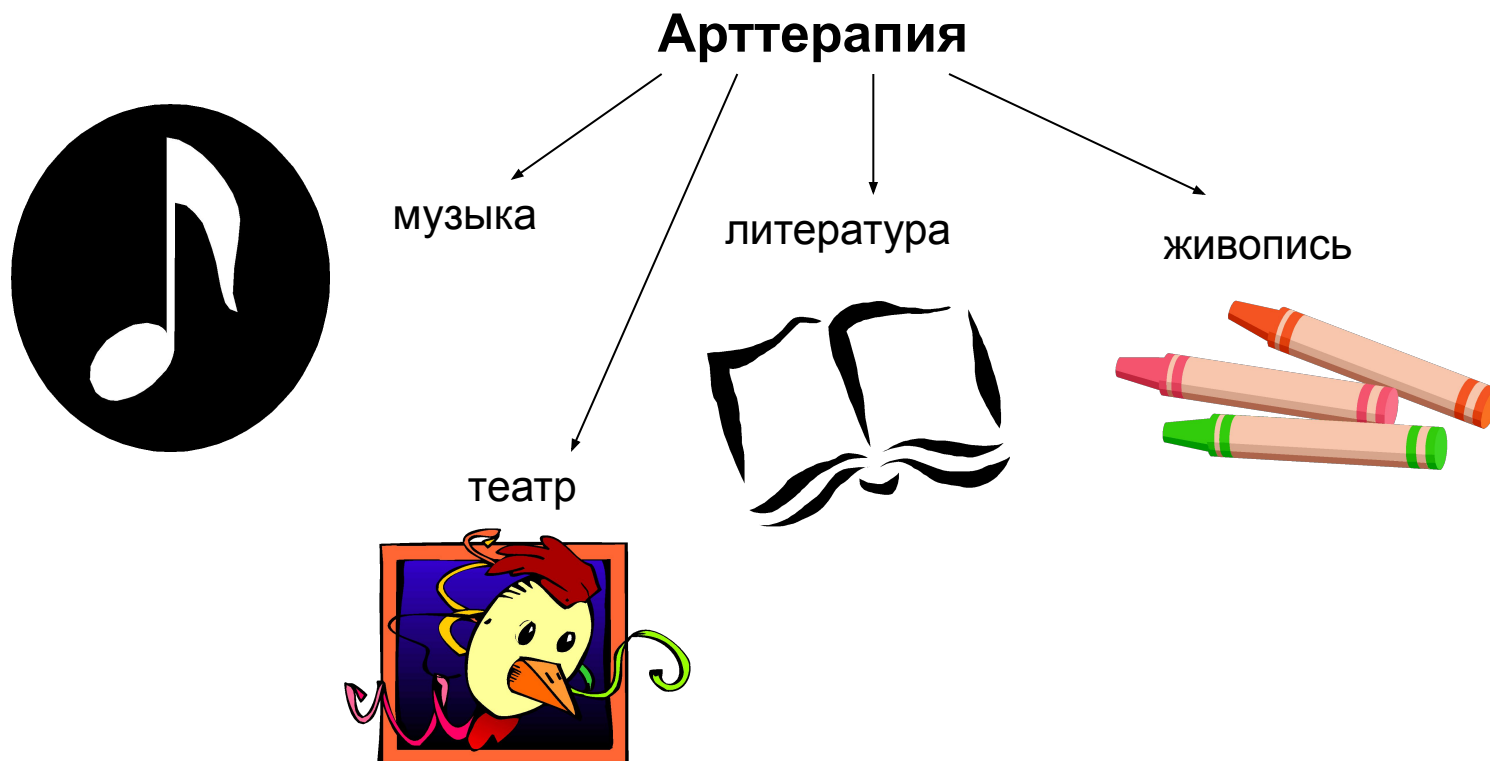 Арттерапия
музыка
литература
живопись
театр